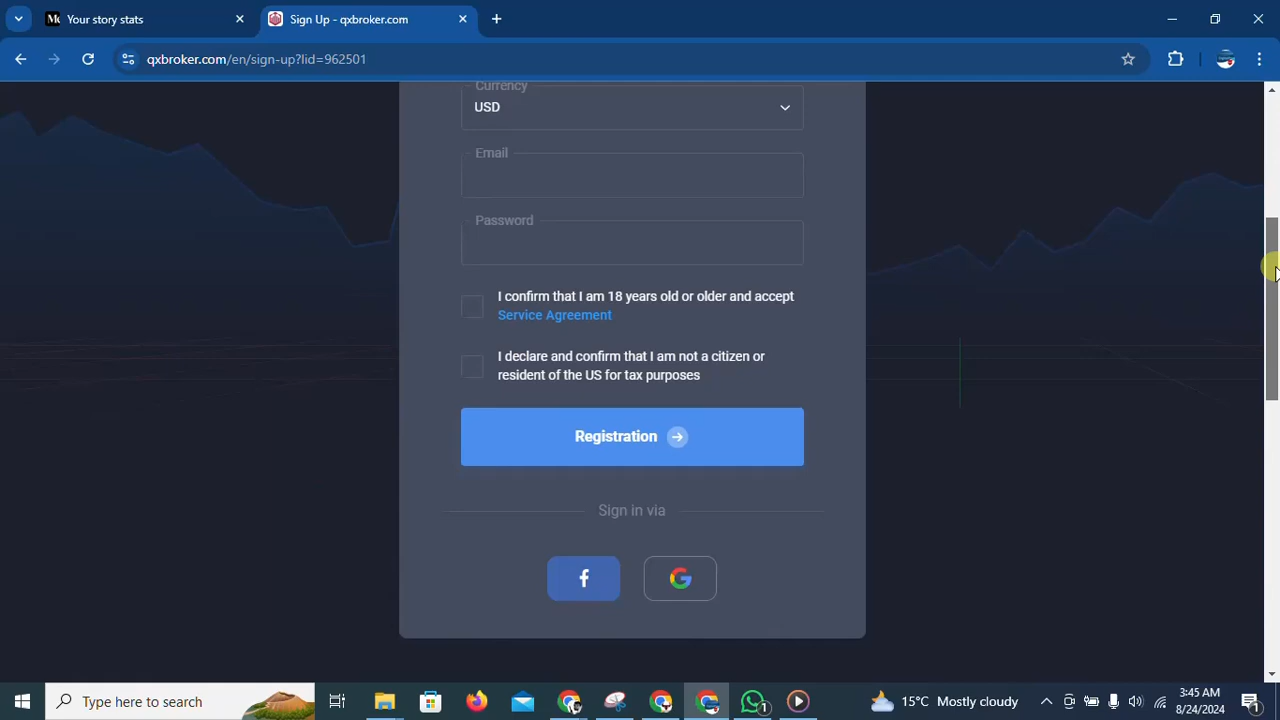 Your story stats
Sign Up - qxbroker.com
qxbroker.com/en/sign-up?lid=962501
Currency
USD
Email
Password
I confirm that I am 18 years old or older and accept
Service Agreement
I declare and confirm that I am not a citizen or
resident of the US for tax purposes
Registration
Sign in via
Type here to search
1
15°C Mostly cloudy
3:45 AM
8/24/2024
1